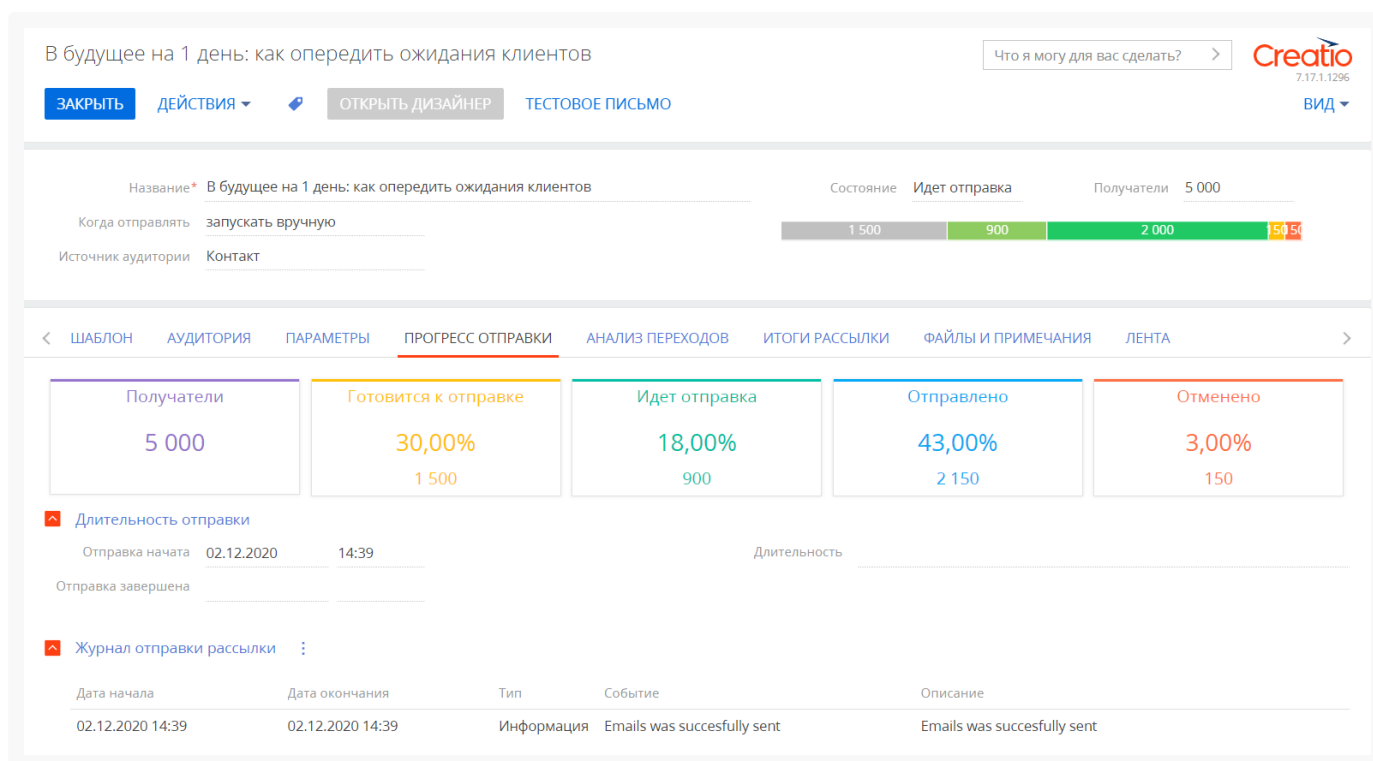 В будущее на 1 день: как опередить ожидания клиентов
Что я могу для вас сделать?
Creatio
7.17.1.1296
ЗАКРЫТЬ ДЕЙСТВИЯ ОТКРЫТЬ ДИЗАЙНЕР ТЕСТОВОЕ ПИСЬМО ВИД
Название* В будущее на 1 день: как опередить ожидания клиентов Состояние Идет отправка Получатели 5 000
Когда отправлять запускать вручную
1 500 900 2 000 150 50
Источник аудитории Контакт
ШАБЛОН АУДИТОРИЯ ПАРАМЕТРЫ ПРОГРЕСС ОТПРАВКИ АНАЛИЗ ПЕРЕХОДОВ ИТОГИ РАССЫЛКИ ФАЙЛЫ И ПРИМЕЧАНИЯ ЛЕНТА
Получатели Готовится к отправке Идет отправка Отправлено Отменено
5 000 30,00% 18,00% 43,00% 3,00%
1 500 900 2 150 150
Длительность отправки
Отправка начата 02.12.2020 14:39 Длительность
Отправка завершена
Журнал отправки рассылки
Дата начала Дата окончания Тип Событие Описание
02.12.2020 14:39 02.12.2020 14:39 Информация Emails was succesfully sent Emails was succesfully sent